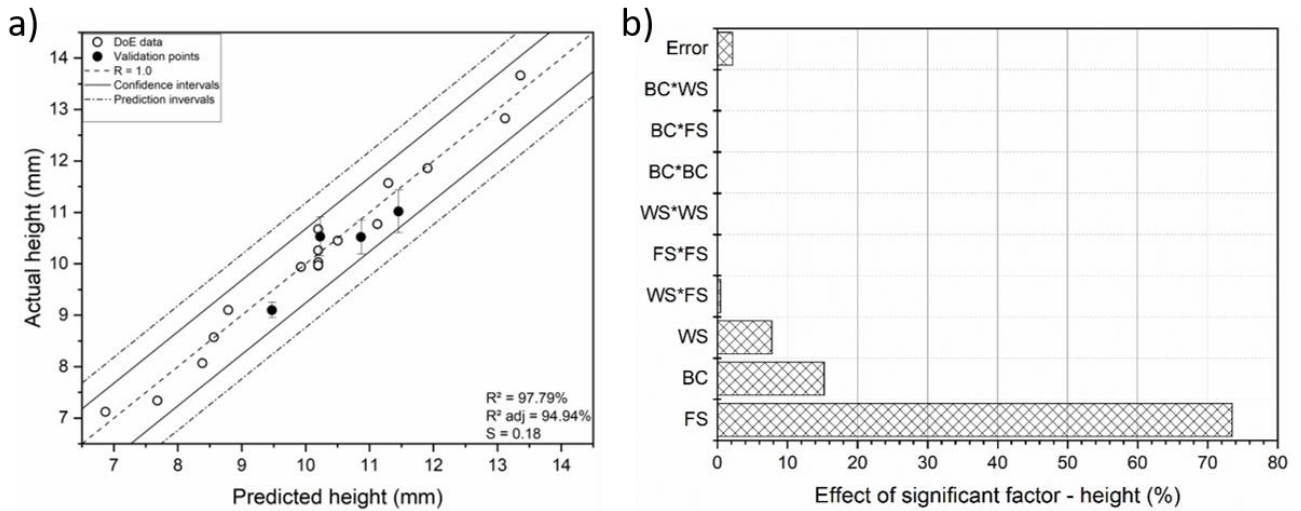 a)
DoE data
Validation points
R = 1.0
Confidence intervals
Prediction invervals
14
13
12
11
10
9
8
7
Actual height (mm)
R² = 97.79%
R² adj = 94.94%
S = 0.18
7 8 9 10 11 12 13 14
Predicted height (mm)
b)
Error
BC*WS
BC*FS
BC*BC
WS*WS
FS*FS
WS*FS
WS
BC
FS
0 10 20 30 40 50 60 70 80
Effect of significant factor - height (%)